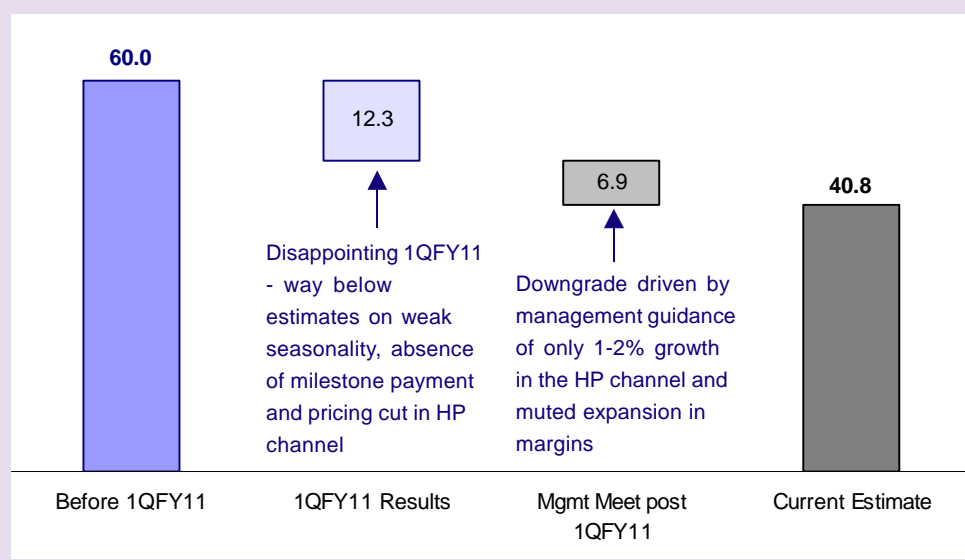 60.0
12.3
6.9
40.8
Disappointing 1QFY11
- way below
estimates on weak
seasonality, absence
of milestone payment
and pricing cut in HP
channel
Downgrade driven by
management guidance
of only 1-2% growth
in the HP channel and
muted expansion in
margins
Before 1QFY11
1QFY11 Results
Mgmt Meet post
1QFY11
Current Estimate